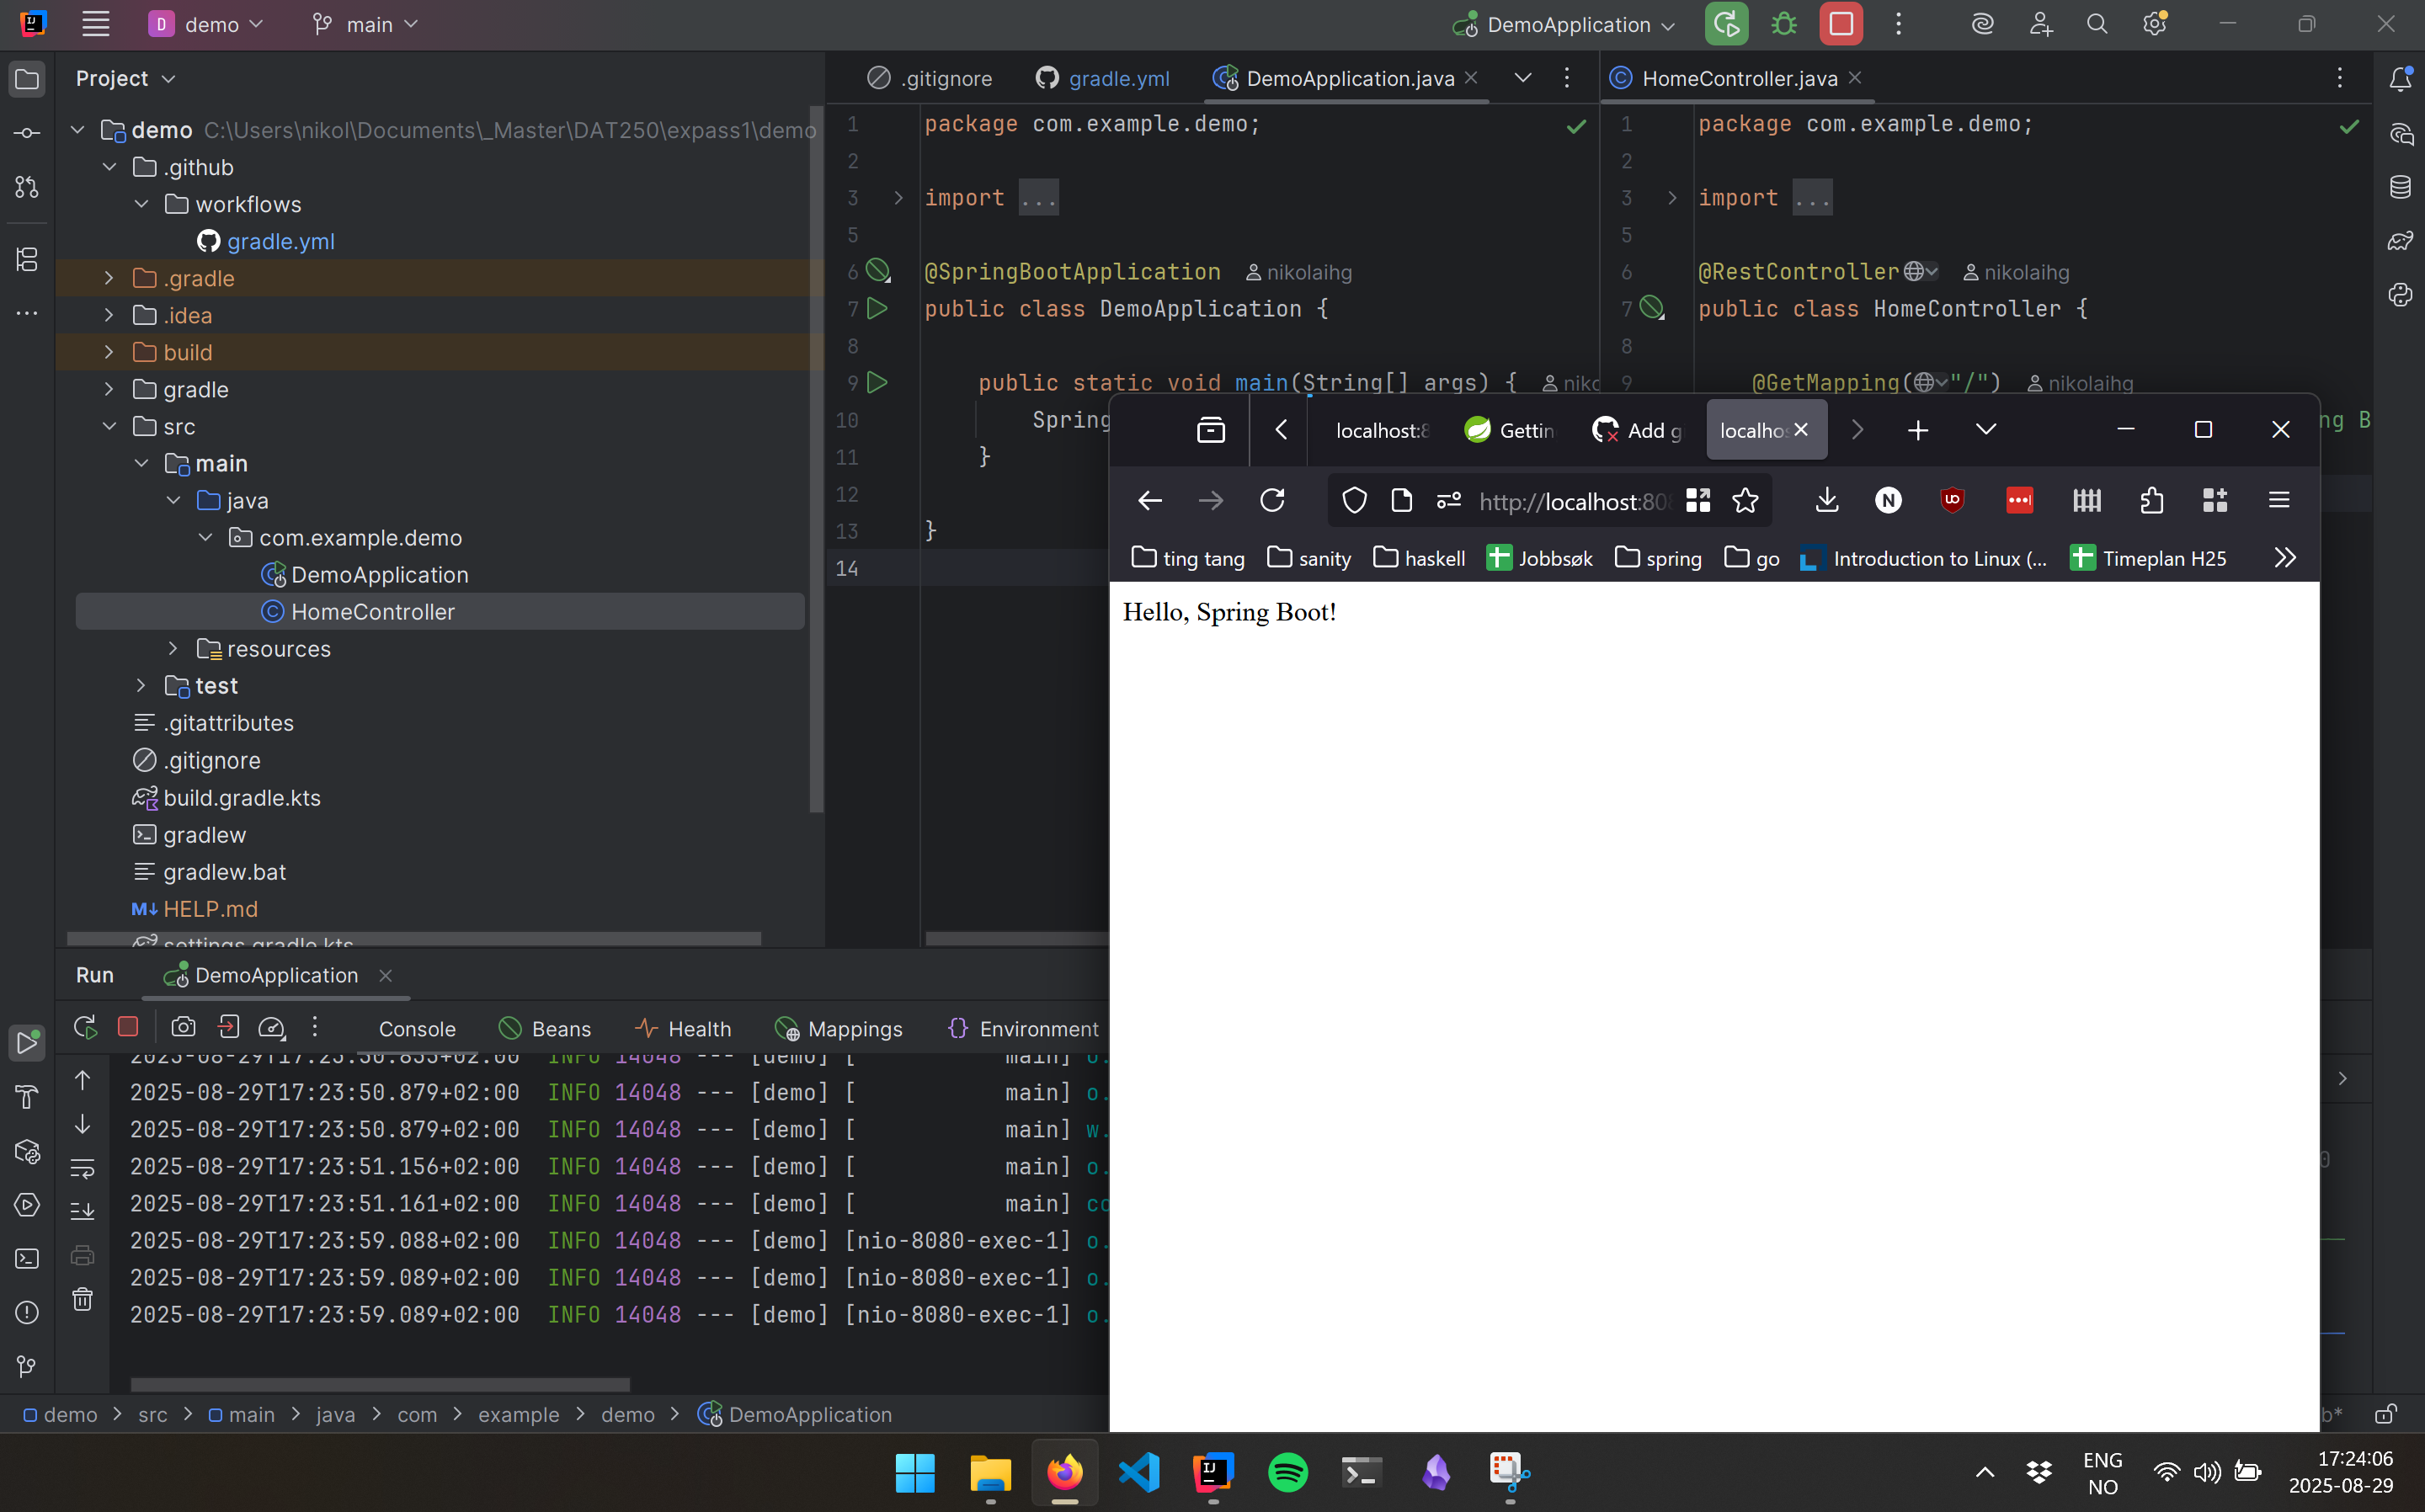 D demo main DemoApplication
Project
demo C:\Users\nikol\Documents\_Master\DAT250\expass1\demo
.github
workflows
gradle.yml
.gradle
.idea
build
gradle
src
main
java
com.example.demo
DemoApplication
HomeController
resources
test
.gitattributes
.gitignore
build.gradle.kts
gradlew
gradlew.bat
HELP.md
settings.gradle.kts
.gitignore gradle.yml DemoApplication.java
1 package com.example.demo;
2
3 import ...
5
6 @SpringBootApplication nikolaihg
7 public class DemoApplication {
8
9 public static void main(String[] args) {
10 Spring
11 }
12
13 }
14
HomeController.java
1 package com.example.demo;
2
3 import ...
5
6 @RestController nikolaihg
7 public class HomeController {
8
9 @GetMapping("/") nikolaihg
ng B
localhost:8 Gettin Add g localhos
http://localhost:808
ting tang sanity haskell Jobbsøk spring go Introduction to Linux (... Timeplan H25
Hello, Spring Boot!
Run DemoApplication
Console Beans Health Mappings Environment
2025-08-29T17:23:50.879+02:00 INFO 14048 --- [demo] [ main] o.
2025-08-29T17:23:50.879+02:00 INFO 14048 --- [demo] [ main] w.
2025-08-29T17:23:51.156+02:00 INFO 14048 --- [demo] [ main] o.
2025-08-29T17:23:51.161+02:00 INFO 14048 --- [demo] [ main] co
2025-08-29T17:23:59.088+02:00 INFO 14048 --- [demo] [nio-8080-exec-1] o.
2025-08-29T17:23:59.089+02:00 INFO 14048 --- [demo] [nio-8080-exec-1] o.
2025-08-29T17:23:59.089+02:00 INFO 14048 --- [demo] [nio-8080-exec-1] o.
demo > src > main > java > com > example > demo > DemoApplication
ENG
NO
17:24:06
2025-08-29